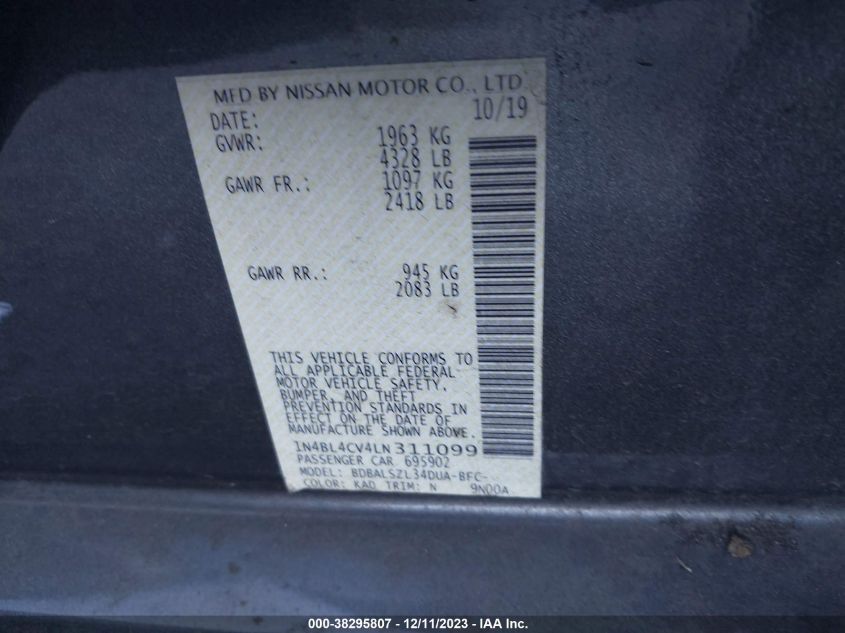 MFD BY NISSAN MOTOR CO., LTD
DATE: 10/19
GVWR: 1963 KG
4328 LB
GAWR FR.: 1097 KG
2418 LB
GAWR RR.: 945 KG
2083 LB
THIS VEHICLE CONFORMS TO
ALL APPLICABLE FEDERAL
MOTOR VEHICLE SAFETY,
BUMPER, AND THEFT
PREVENTION STANDARDS IN
EFFECT ON THE DATE OF
MANUFACTURE SHOWN ABOVE.
1N4BL4CV4LN311099
PASSENGER CAR 695902
MODEL: BDBALSZL34DUA-BFC-
COLOR: KAD TRIM: N 9N00A
000-38295807 - 12/11/2023 - IAA Inc.